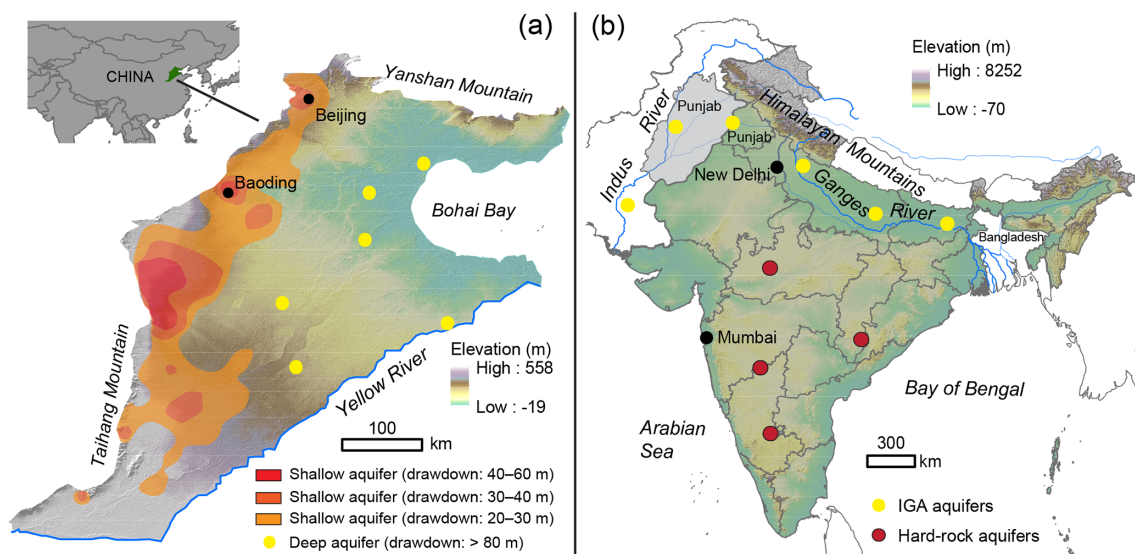 (a)
CHINA
Yanshan Mountain
Beijing
Baoding
Bohai Bay
Taihang Mountain
Yellow River
Elevation (m)
High : 558
Low : -19
100
km
Shallow aquifer (drawdown: 40–60 m)
Shallow aquifer (drawdown: 30–40 m)
Shallow aquifer (drawdown: 20–30 m)
Deep aquifer (drawdown: > 80 m)
(b)
Elevation (m)
High : 8252
Low : -70
Punjab
Punjab
Indus River
Himalayan Mountains
New Delhi
Ganges River
Bangladesh
Mumbai
Arabian
Sea
Bay of Bengal
300
km
IGA aquifers
Hard-rock aquifers